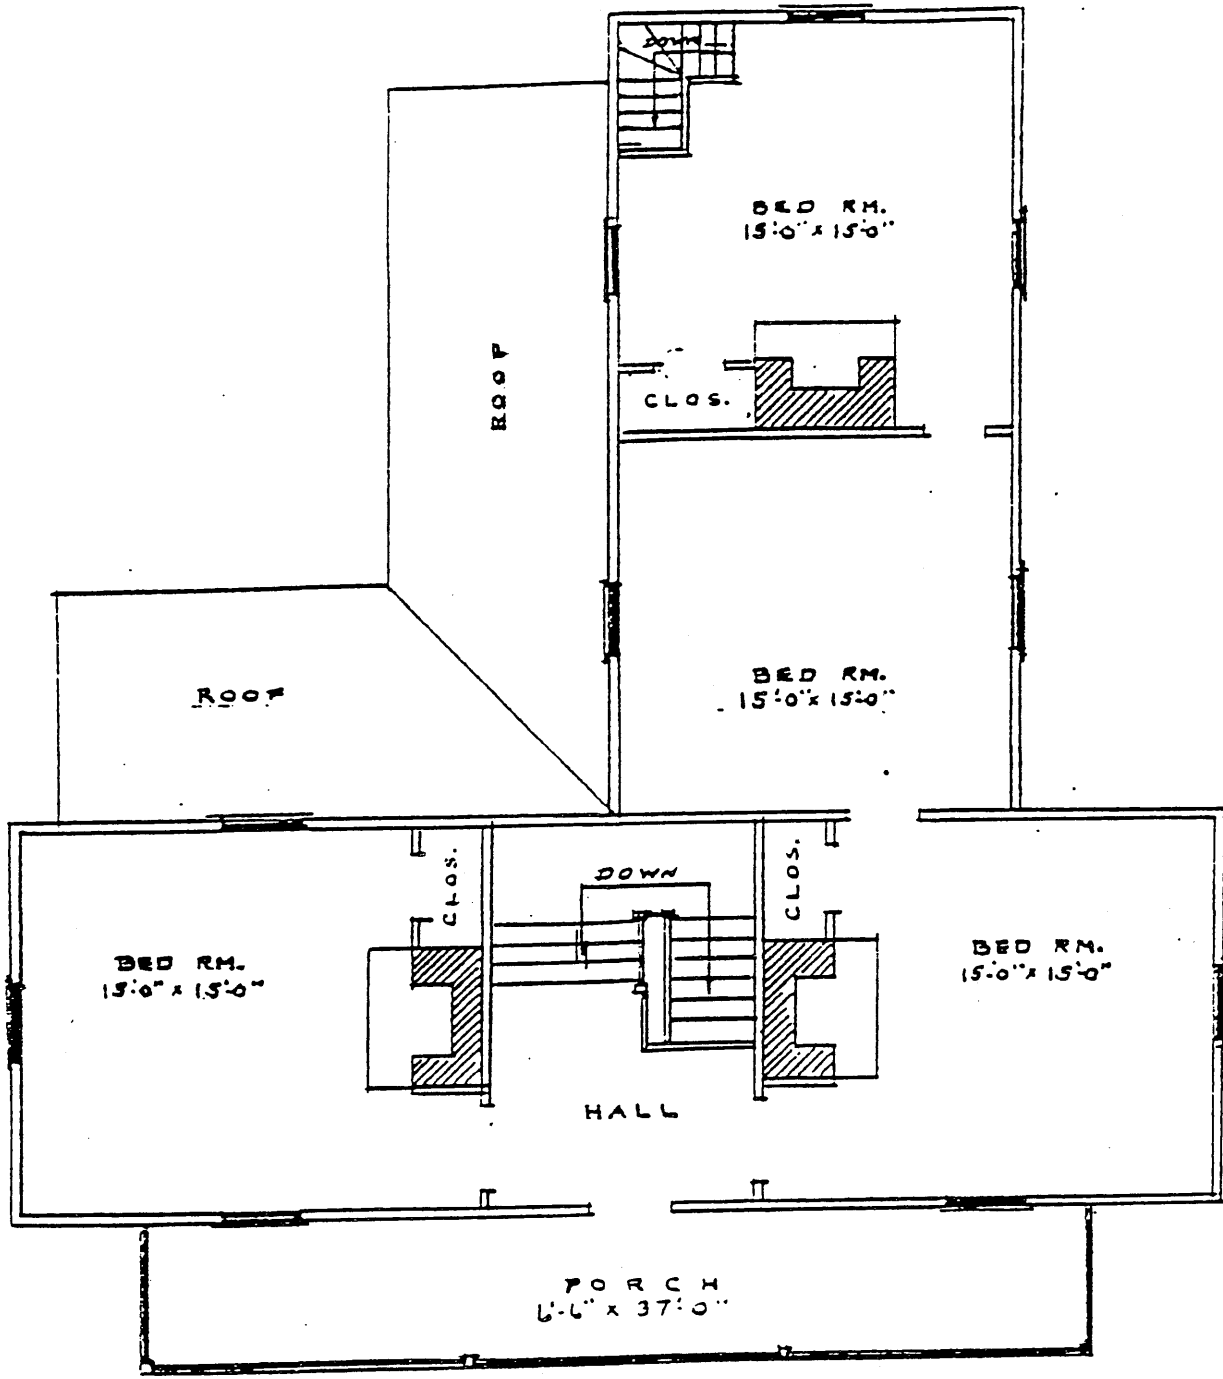 DOWN
BED RM.
15'-0" x 15'-0"
ROOF
CLOS.
BED RM.
15'-0" x 15'-0"
ROOF
CLOS.
DOWN
CLOS.
BED RM.
15'-0" x 15'-0"
BED RM.
15'-0" x 15'-0"
HALL
PORCH
6'-6" x 37'-0"